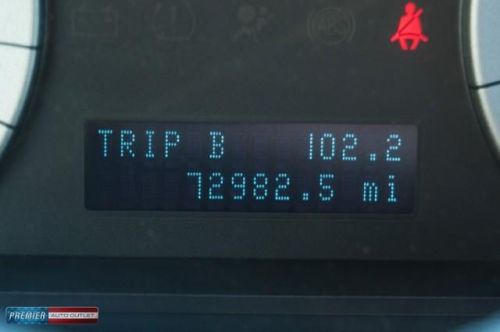 TRIP B 102.2
72982.5 mi
PREMIER AUTO OUTLET